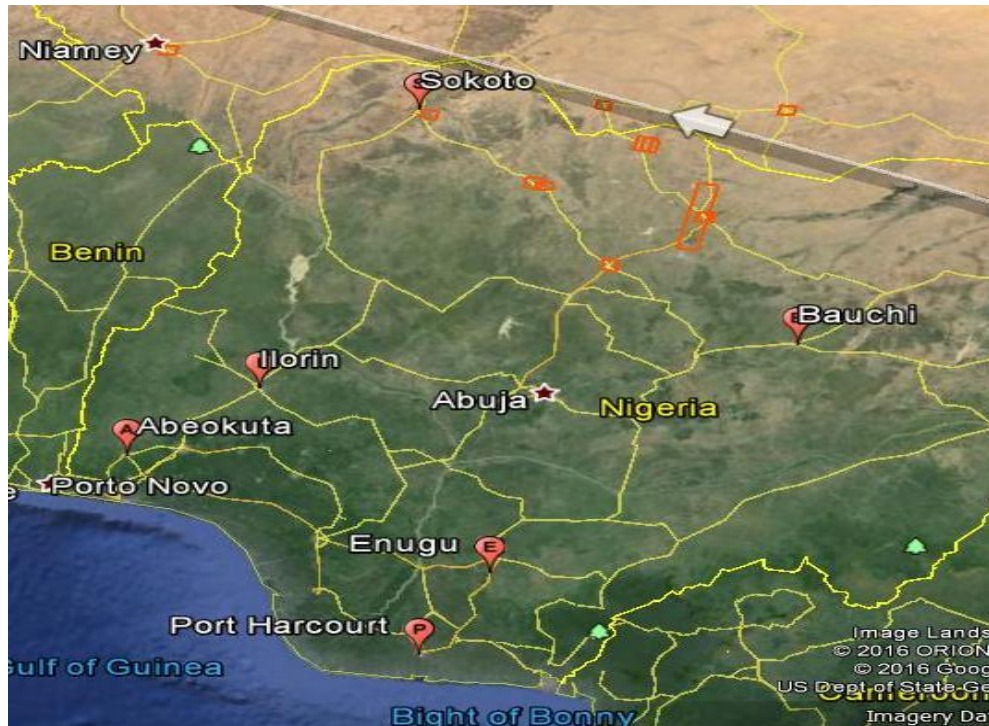 Niamey
Sokoto
Benin
Bauchi
Ilorin
Abuja
Nigeria
A
Abeokuta
Porto Novo
Enugu
E
Port Harcourt
P
Image Lands
© 2016 ORION
© 2016 Goog
US Dept of State Ge
Gulf of Guinea
Cameroon
Bight of Bonny
Imagery Da